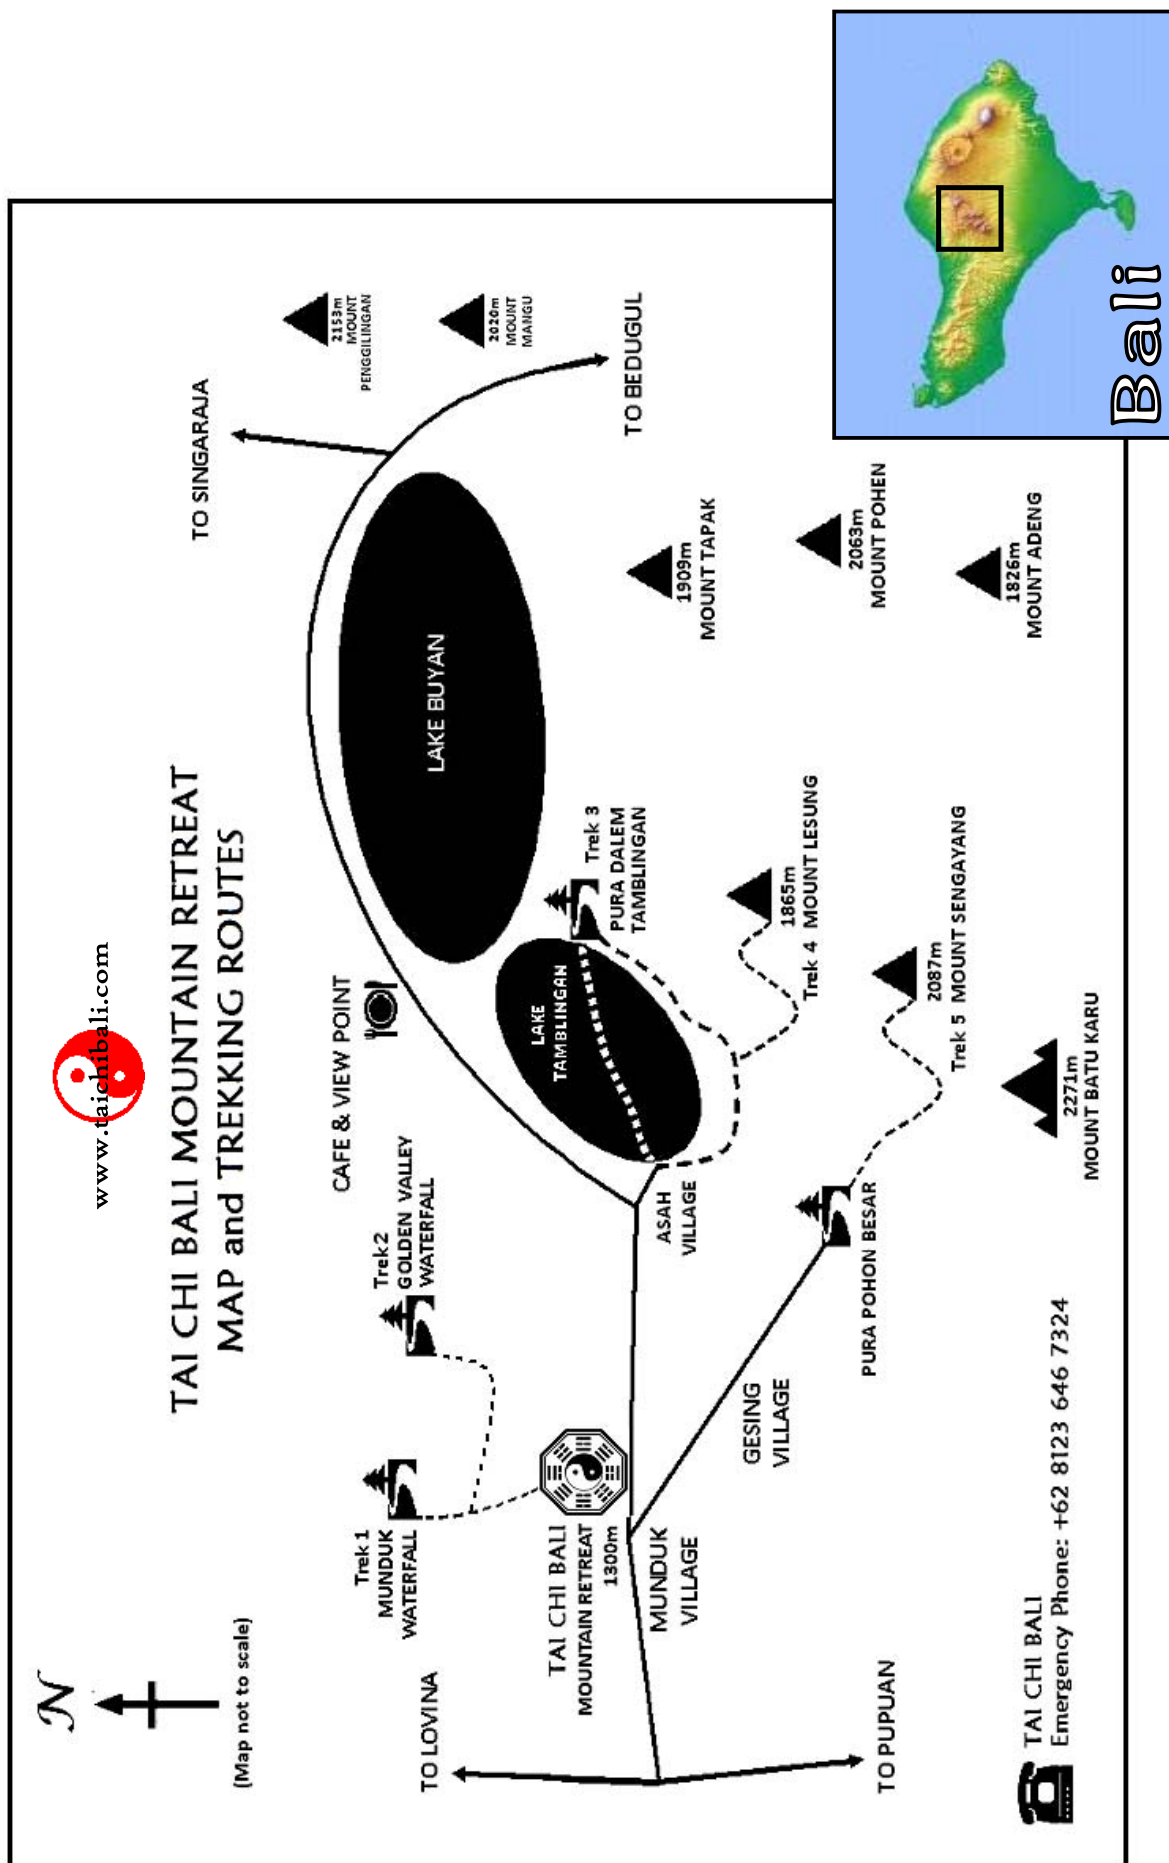 www.taichibali.com
TAI CHI BALI MOUNTAIN RETREAT
MAP and TREKKING ROUTES
N
(Map not to scale)
TO SINGARAJA
2153m
MOUNT
PENGGILINGAN
2020m
MOUNT
MANGU
TO BEDUGUL
CAFE & VIEW POINT
LAKE BUYAN
Trek2
GOLDEN VALLEY
WATERFALL
Trek 1
MUNDUK
WATERFALL
TO LOVINA
LAKE
TAMBLINGAN
Trek 3
PURA DALEM
TAMBLINGAN
TAI CHI BALI
MOUNTAIN RETREAT
1300m
ASAH
VILLAGE
MUNDUK
VILLAGE
1909m
MOUNT TAPAK
1865m
Trek 4 MOUNT LESUNG
GESING
VILLAGE
2063m
MOUNT POHEN
PURA POHON BESAR
TO PUPUAN
2087m
Trek 5 MOUNT SENGAYANG
1826m
MOUNT ADENG
2271m
MOUNT BATU KARU
TAI CHI BALI
Emergency Phone: +62 8123 646 7324
Bali